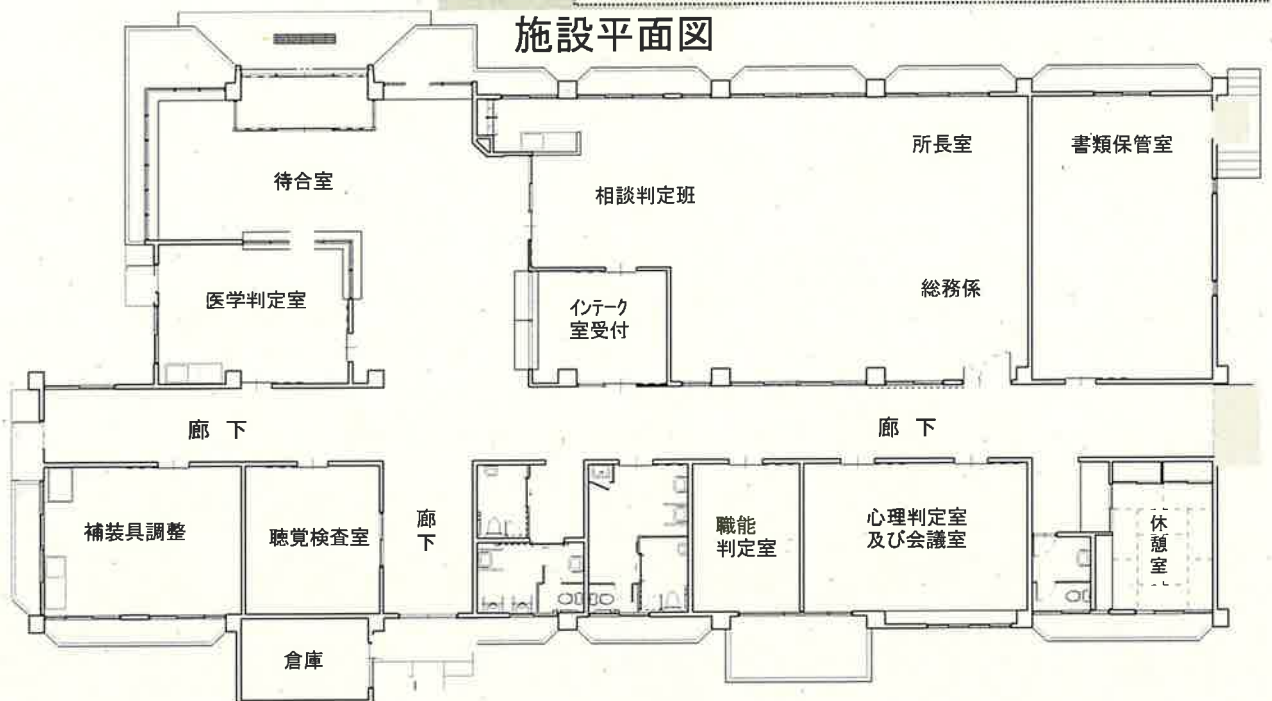 施設平面図
所長室
書類保管室
待合室
相談判定班
医学判定室
インテーク
室受付
総務係
廊 下
廊 下
補装具調整
聴覚検査室
廊
下
職能
判定室
心理判定室
及び会議室
休
憩
室
倉庫